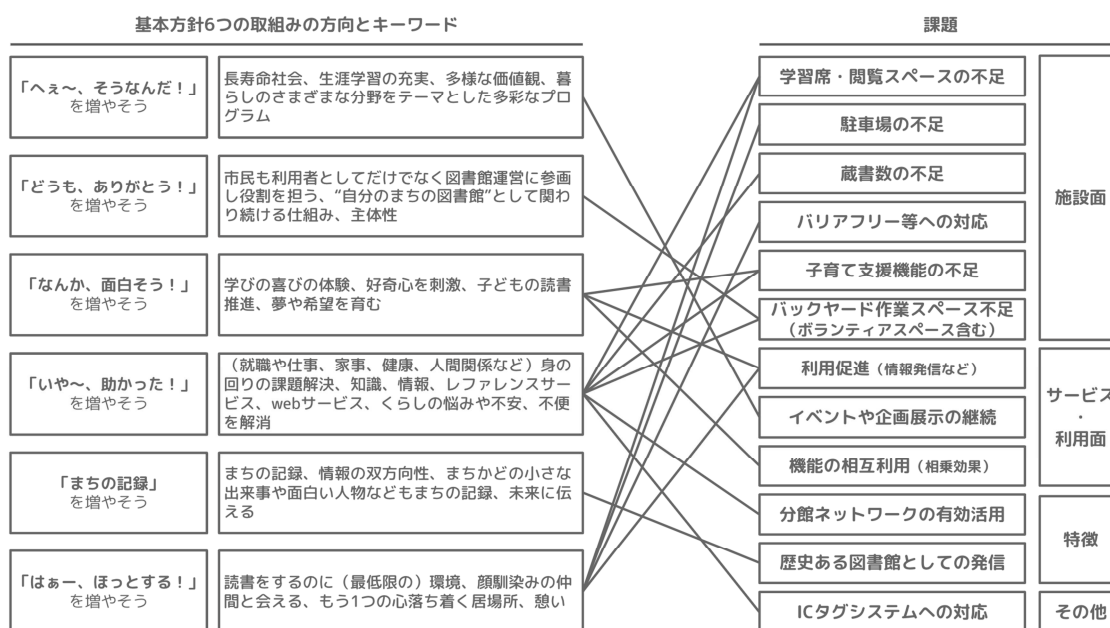 基本方針6つの取組みの方向とキーワード
「へぇ〜、そうなんだ！」
を増やそう
長寿命社会、生涯学習の充実、多様な価値観、暮
らしのさまざまな分野をテーマとした多彩なプロ
グラム
「どうも、ありがとう！」
を増やそう
市民も利用者としてだけでなく図書館運営に参画
し役割を担う、“自分のまちの図書館”として関わ
り続ける仕組み、主体性
「なんか、面白そう！」
を増やそう
学びの喜びの体験、好奇心を刺激、子どもの読書
推進、夢や希望を育む
「いや〜、助かった！」
を増やそう
（就職や仕事、家事、健康、人間関係など）身の
回りの課題解決、知識、情報、レファレンスサー
ビス、webサービス、くらしの悩みや不安、不便
を解消
「まちの記録」
を増やそう
まちの記録、情報の双方向性、まちかどの小さな
出来事や面白い人物などもまちの記録、未来に伝
える
「はぁー、ほっとする！」
を増やそう
読書をするのに（最低限の）環境、顔馴染みの仲
間と会える、もう1つの心落ち着く居場所、憩い
課題
学習席・閲覧スペースの不足
駐車場の不足
蔵書数の不足
バリアフリー等への対応
子育て支援機能の不足
バックヤード作業スペース不足
（ボランティアスペース含む）
施設面
利用促進（情報発信など）
イベントや企画展示の継続
機能の相互利用（相乗効果）
サービス
・
利用面
分館ネットワークの有効活用
歴史ある図書館としての発信
特徴
ICタグシステムへの対応
その他